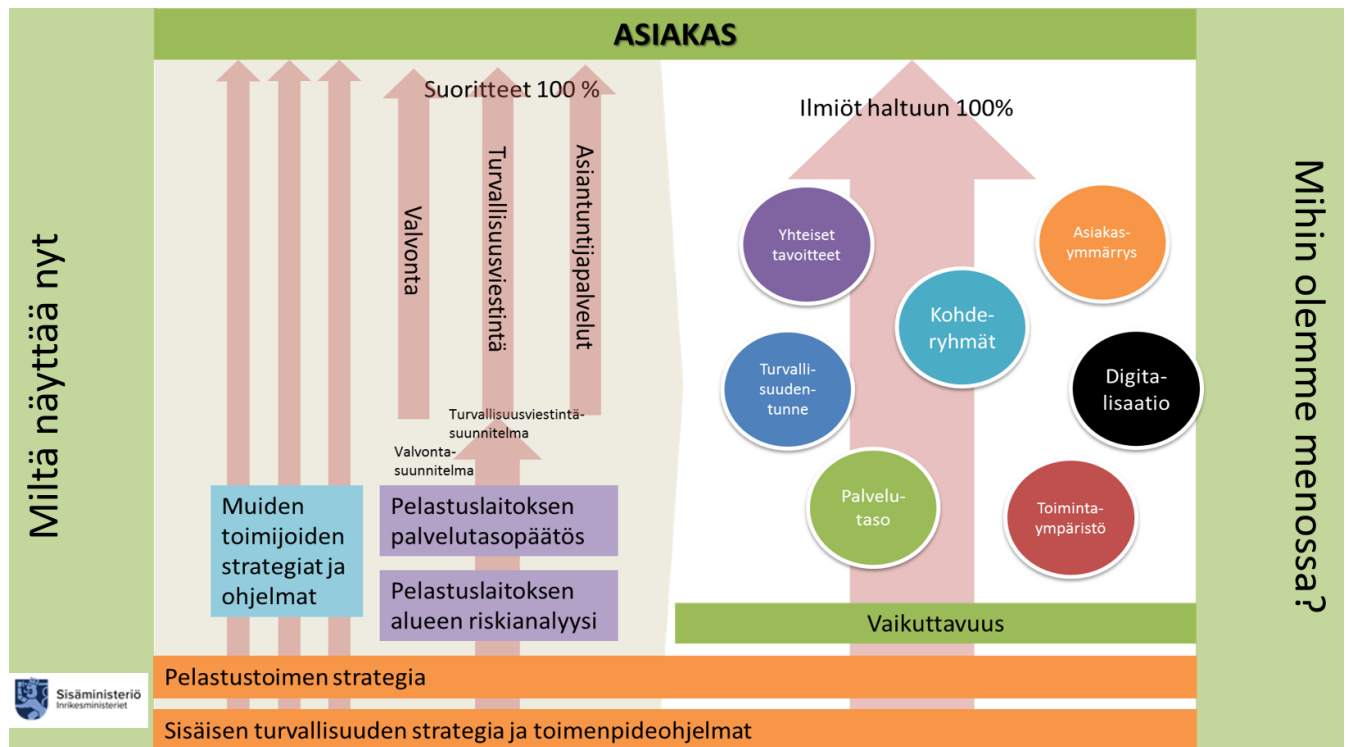 ASIAKAS
Miltä näyttää nyt
Suoritteet 100 %
Valvonta
Turvallisuusviestintä
Asiantuntijapalvelut
Turvallisuusviestintä-
suunnitelma
Valvonta-
suunnitelma
Muiden
toimijoiden
strategiat ja
ohjelmat
Pelastuslaitoksen
palvelutasopäätös
Pelastuslaitoksen
alueen riskianalyysi
Ilmiöt haltuun 100%
Yhteiset
tavoitteet
Asiakas-
ymmärrys
Kohde-
ryhmät
Turvalli-
suuden-
tunne
Digita-
lisaatio
Palvelu-
taso
Toiminta-
ympäristö
Vaikuttavuus
Mihin olemme menossa?
Pelastustoimen strategia
Sisäisen turvallisuuden strategia ja toimenpideohjelmat
Sisäministeriö
Inrikesministeriet